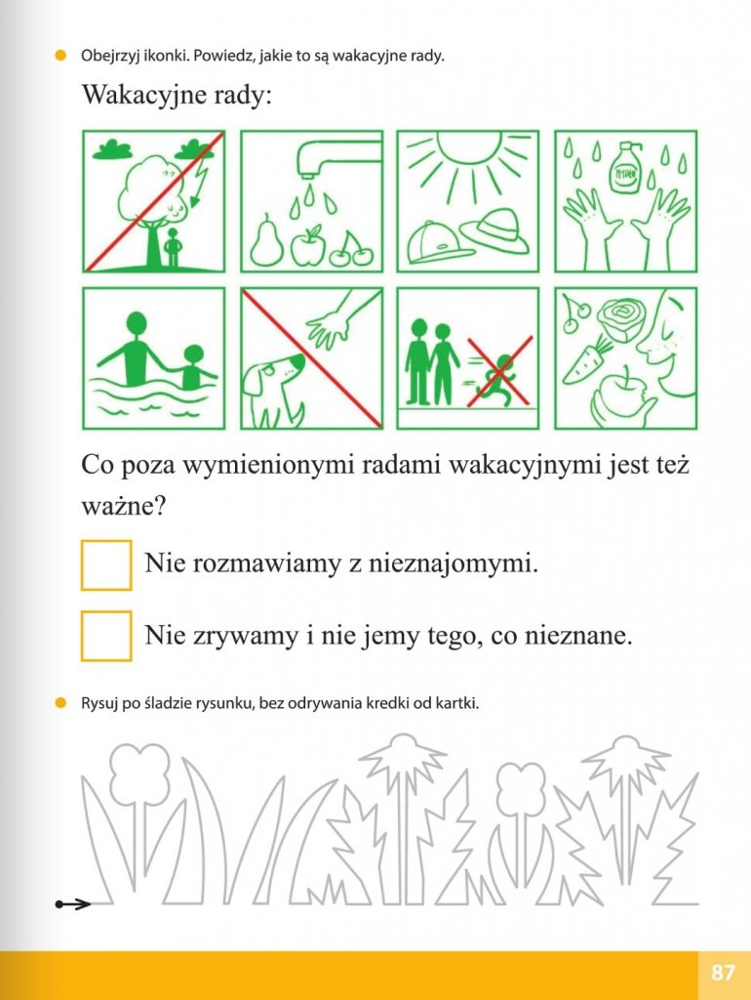 Obejrzyj ikonki. Powiedz, jakie to są wakacyjne rady.
Wakacyjne rady:
MYDŁO
Co poza wymienionymi radami wakacyjnymi jest też
ważne?
Nie rozmawiamy z nieznajomymi.
Nie zrywamy i nie jemy tego, co nieznane.
Rysuj po śladzie rysunku, bez odrywania kredki od kartki.
87